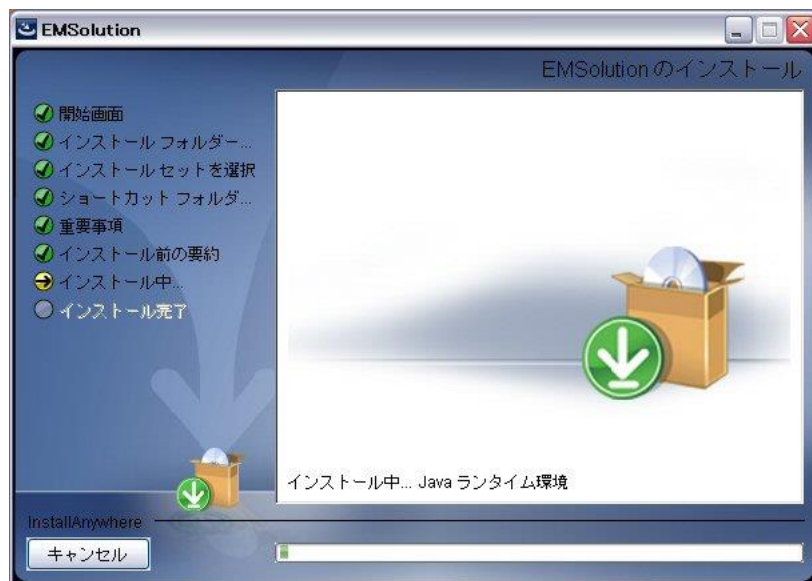 EMSolution
EMSolution のインストール
開始画面
インストール フォルダー...
インストール セットを選択
ショートカット フォルダ...
重要事項
インストール前の要約
インストール中...
インストール完了
インストール中... Java ランタイム環境
InstallAnywhere
キャンセル